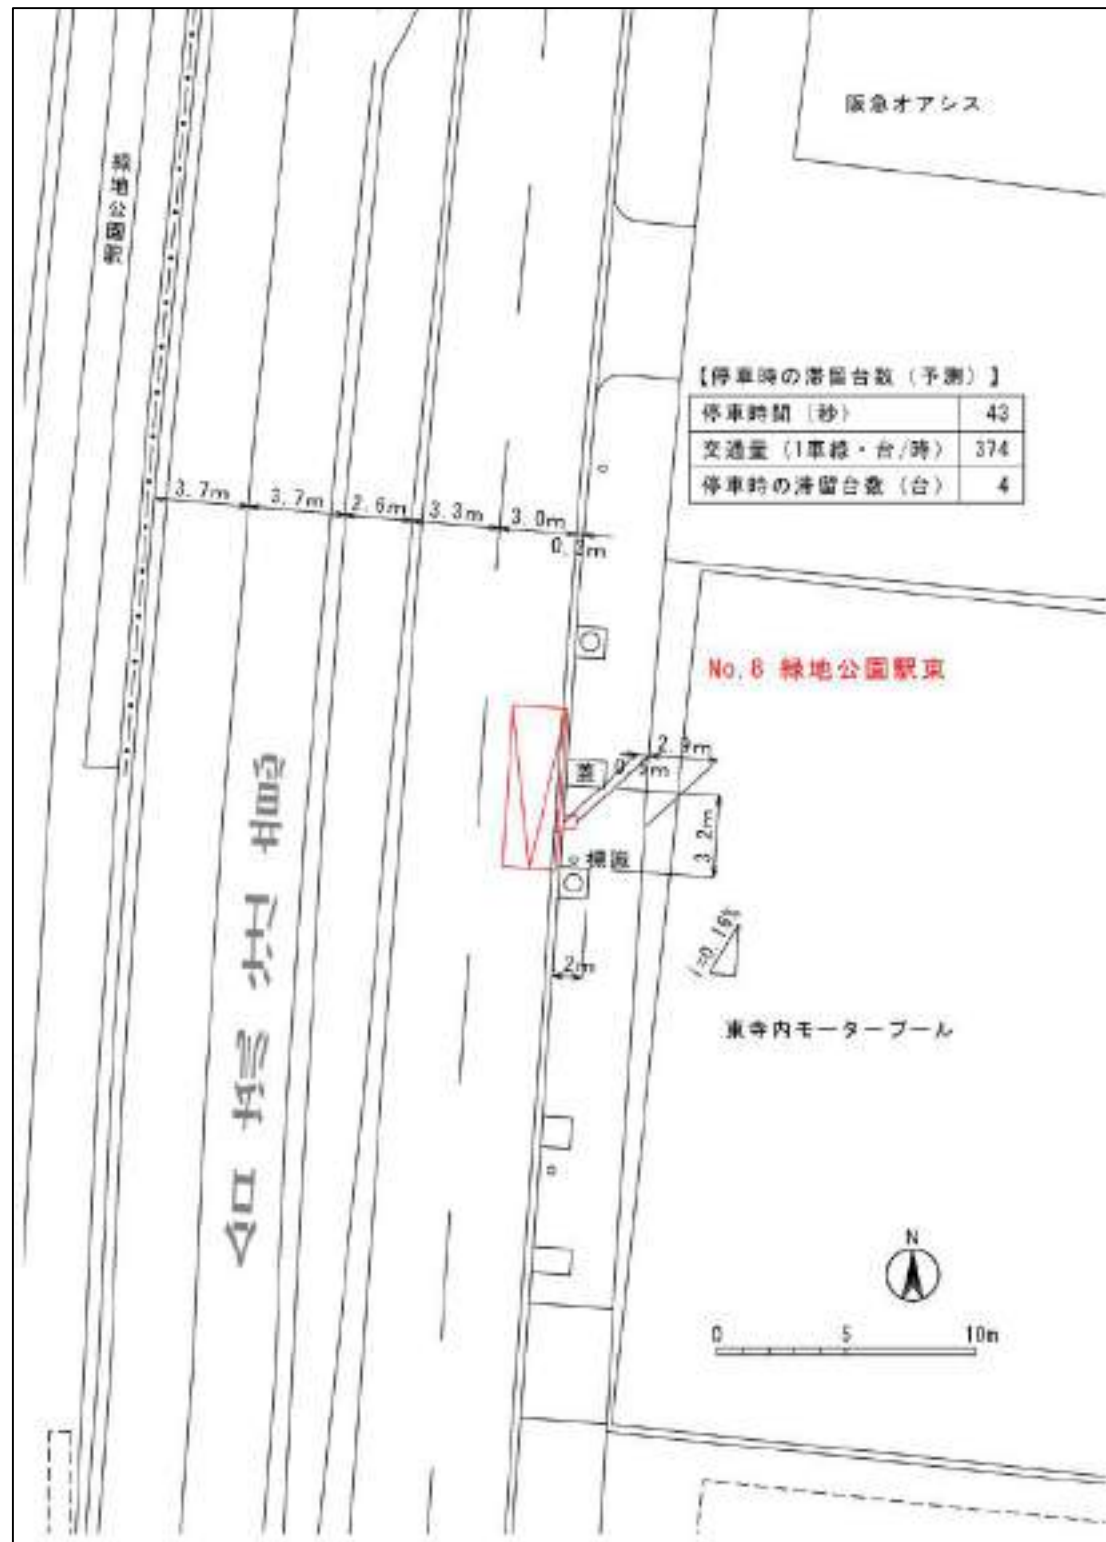 阪急オアシス
緑地公園駅
【停車時の滞留台数（予測）】
停車時間（秒） 43
交通量（1車線・台/時） 374
停車時の滞留台数（台） 4
3.7m 3.7m 2.6m 3.3m 3.0m
No.8 緑地公園駅東
2.9m
蓋
3.2m
標識
2m
東寺内モータープール
N
0 5 10m